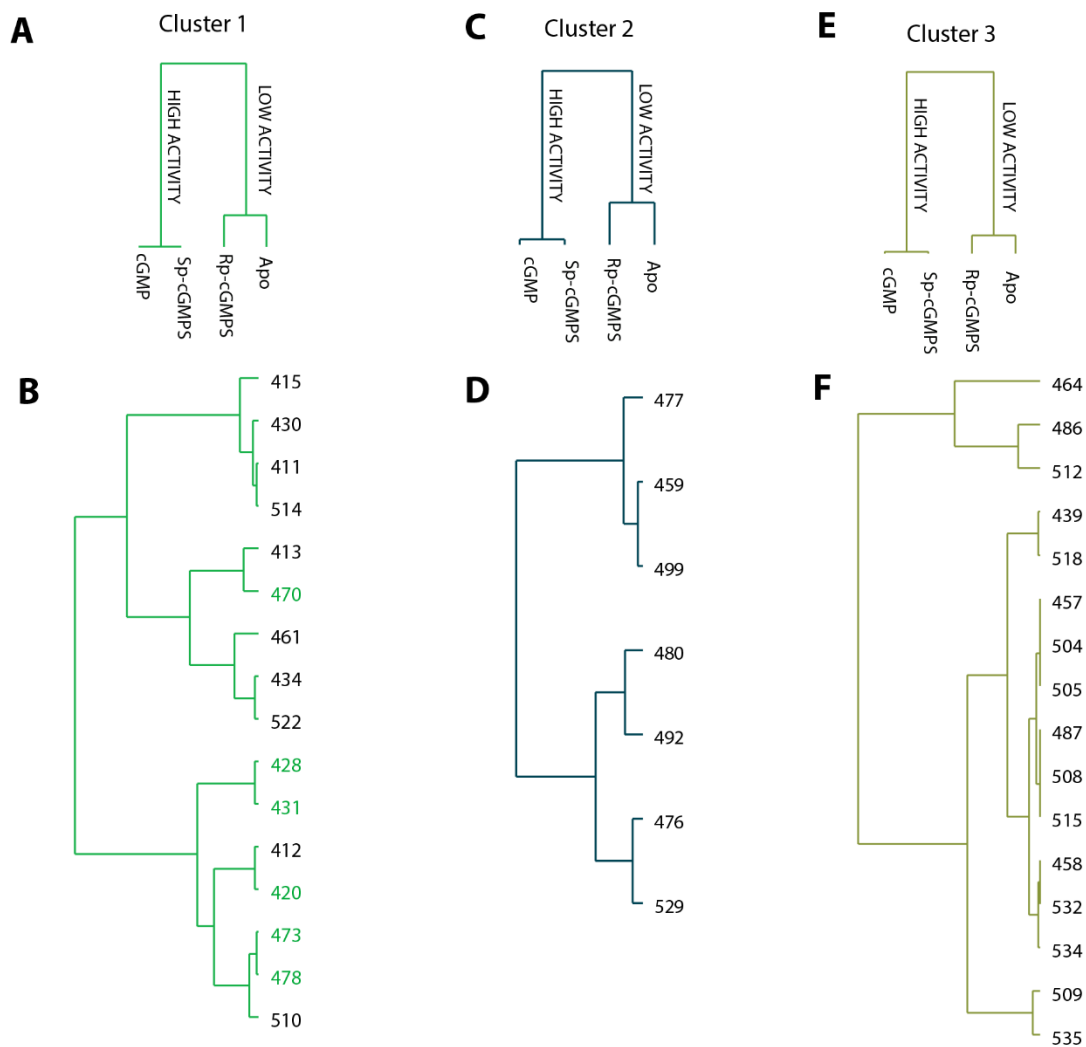 A
Cluster 1
HIGH ACTIVITY
LOW ACTIVITY
cGMP
Sp-cGMPS
Rp-cGMPS
Apo
B
415
430
411
514
413
470
461
434
522
428
431
412
420
473
478
510
C
Cluster 2
HIGH ACTIVITY
LOW ACTIVITY
cGMP
Sp-cGMPS
Rp-cGMPS
Apo
D
477
459
499
480
492
476
529
E
Cluster 3
HIGH ACTIVITY
LOW ACTIVITY
cGMP
Sp-cGMPS
Rp-cGMPS
Apo
F
464
486
512
439
518
457
504
505
487
508
515
458
532
534
509
535